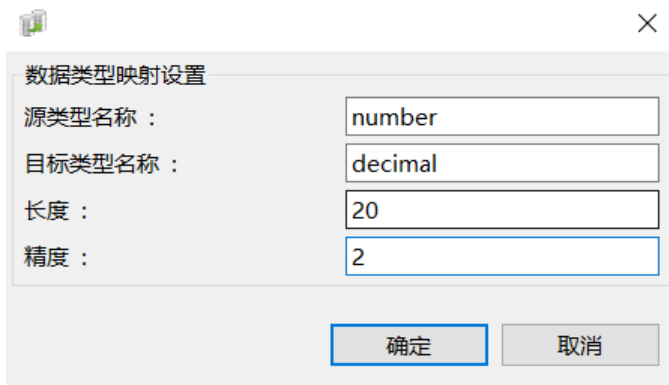 数据类型映射设置
源类型名称： number
目标类型名称： decimal
长度： 20
精度： 2
确定 取消